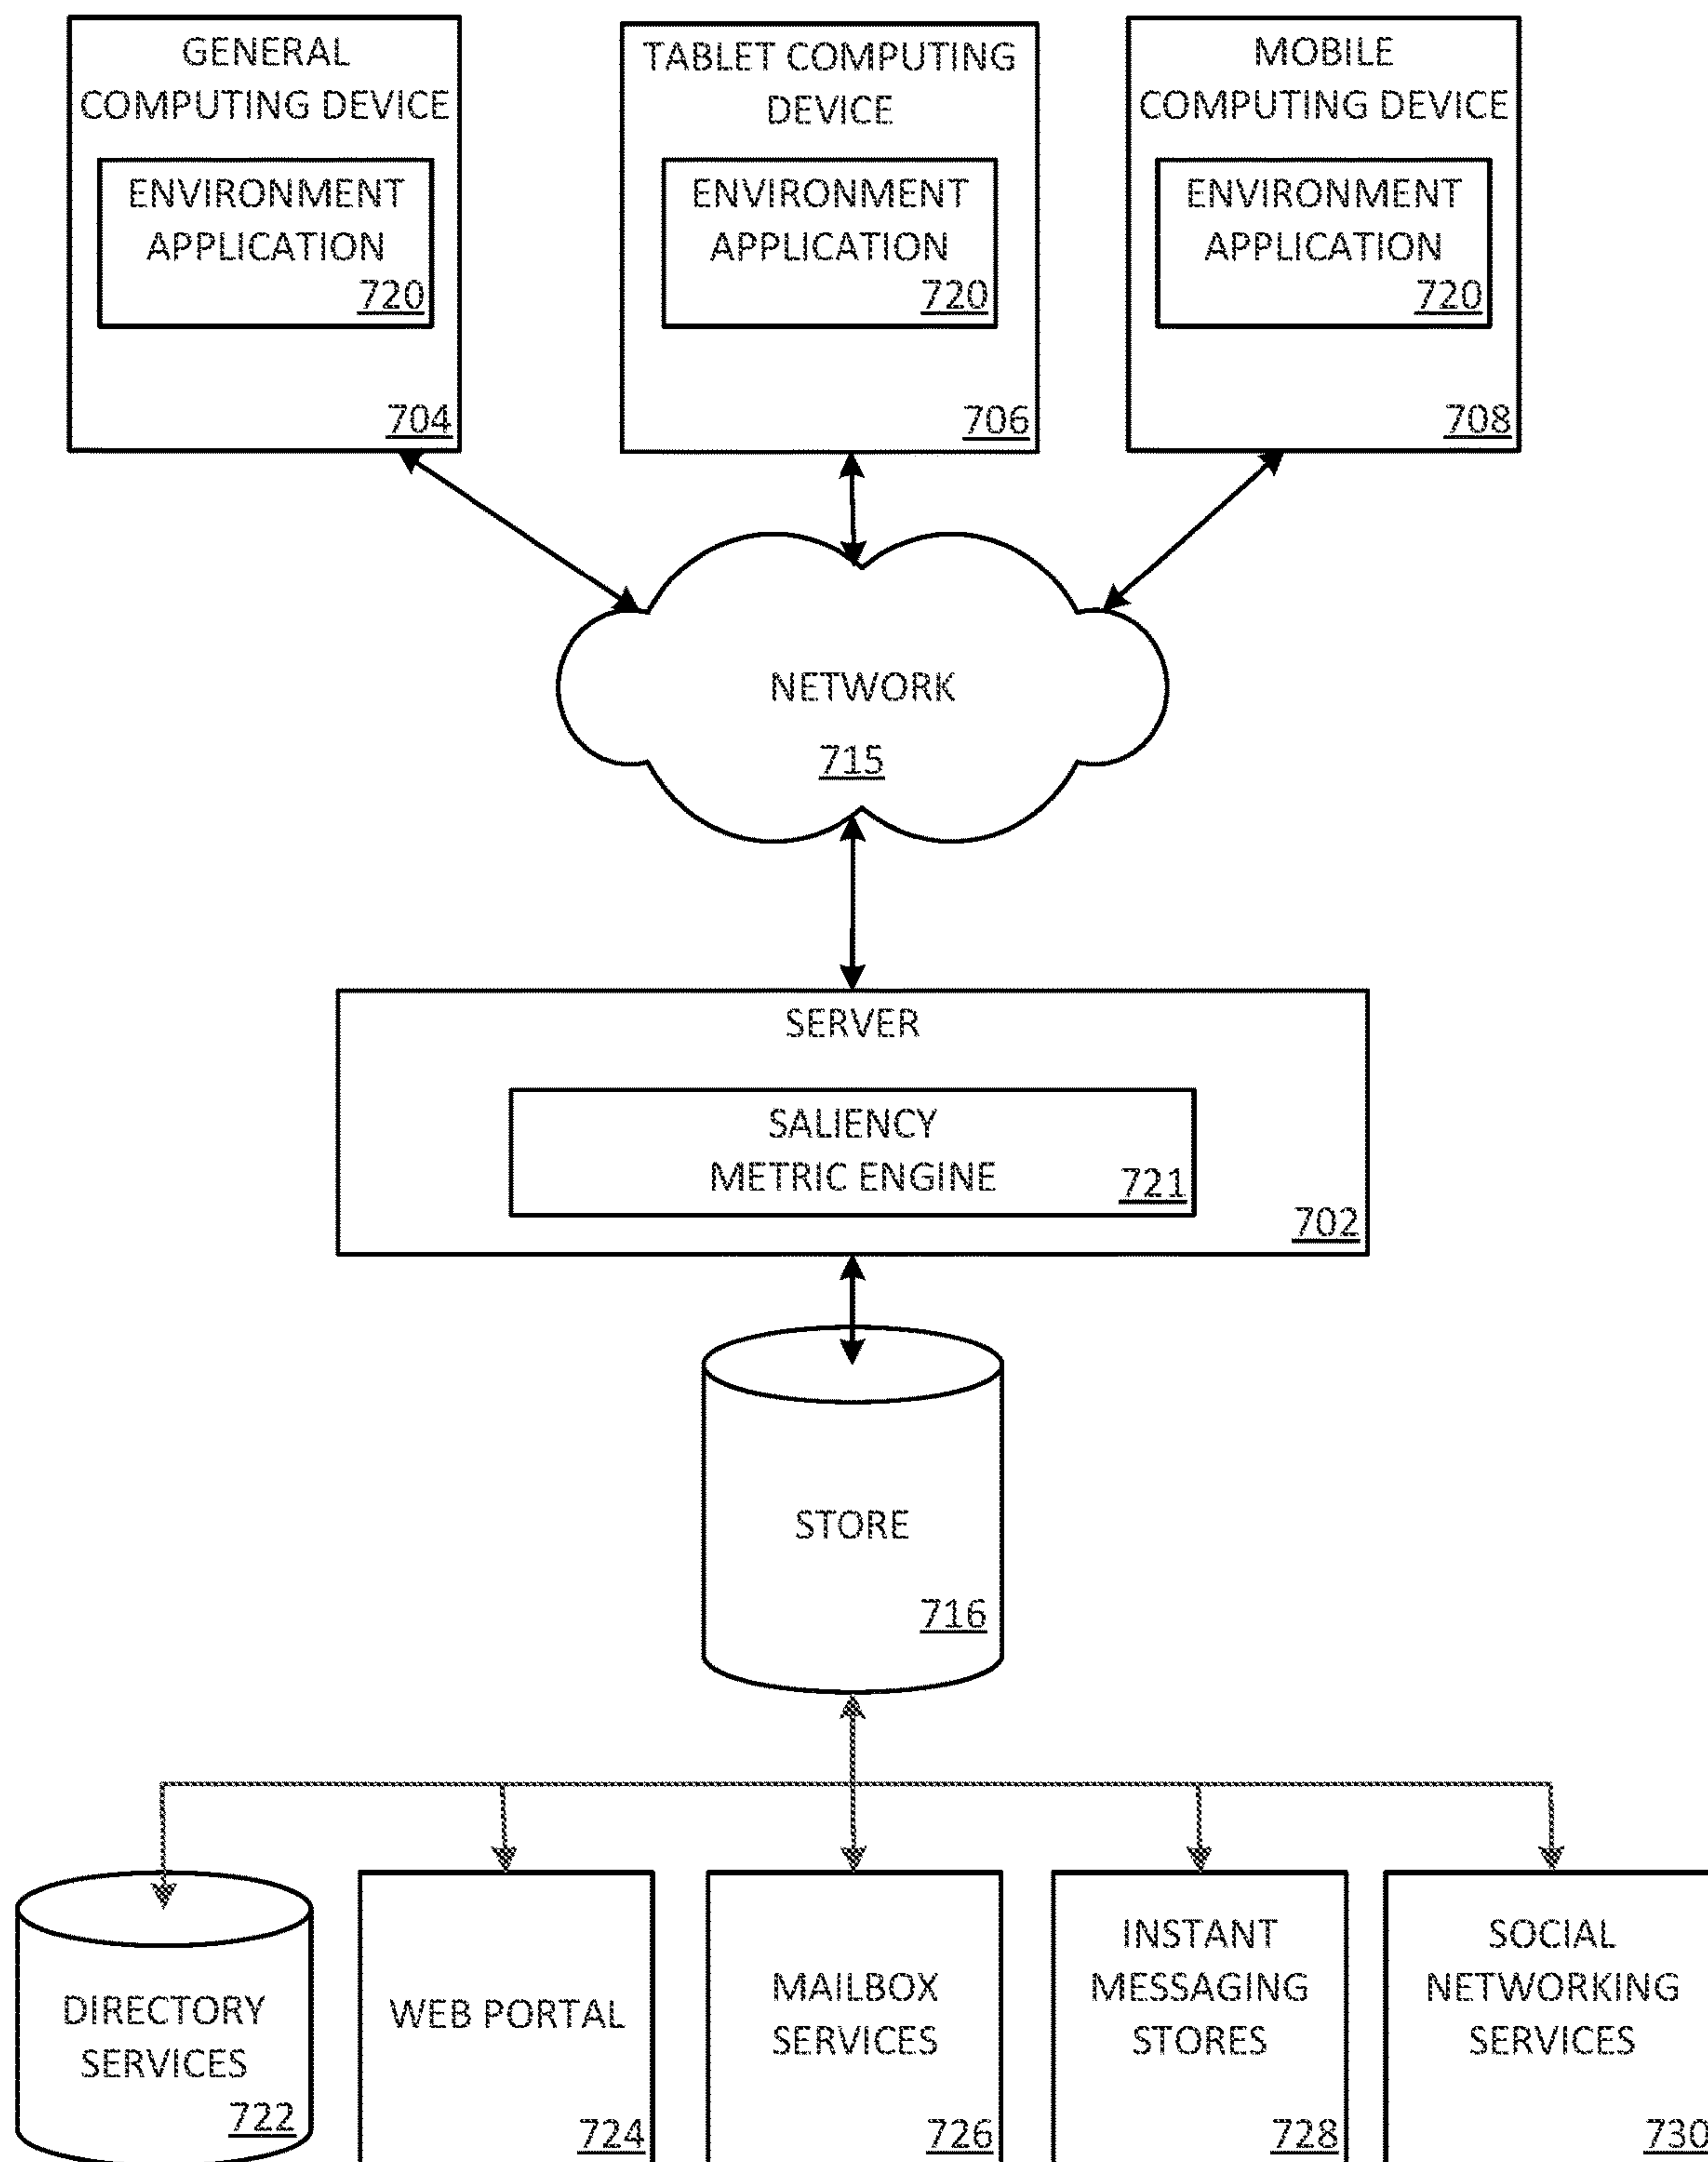 GENERAL
COMPUTING DEVICE
ENVIRONMENT
APPLICATION
720
704
TABLET COMPUTING
DEVICE
ENVIRONMENT
APPLICATION
720
706
MOBILE
COMPUTING DEVICE
ENVIRONMENT
APPLICATION
720
708
NETWORK
715
SERVER
SALIENCY
METRIC ENGINE
721
702
STORE
716
DIRECTORY
SERVICES
722
WEB PORTAL
724
MAILBOX
SERVICES
726
INSTANT
MESSAGING
STORES
728
SOCIAL
NETWORKING
SERVICES
730